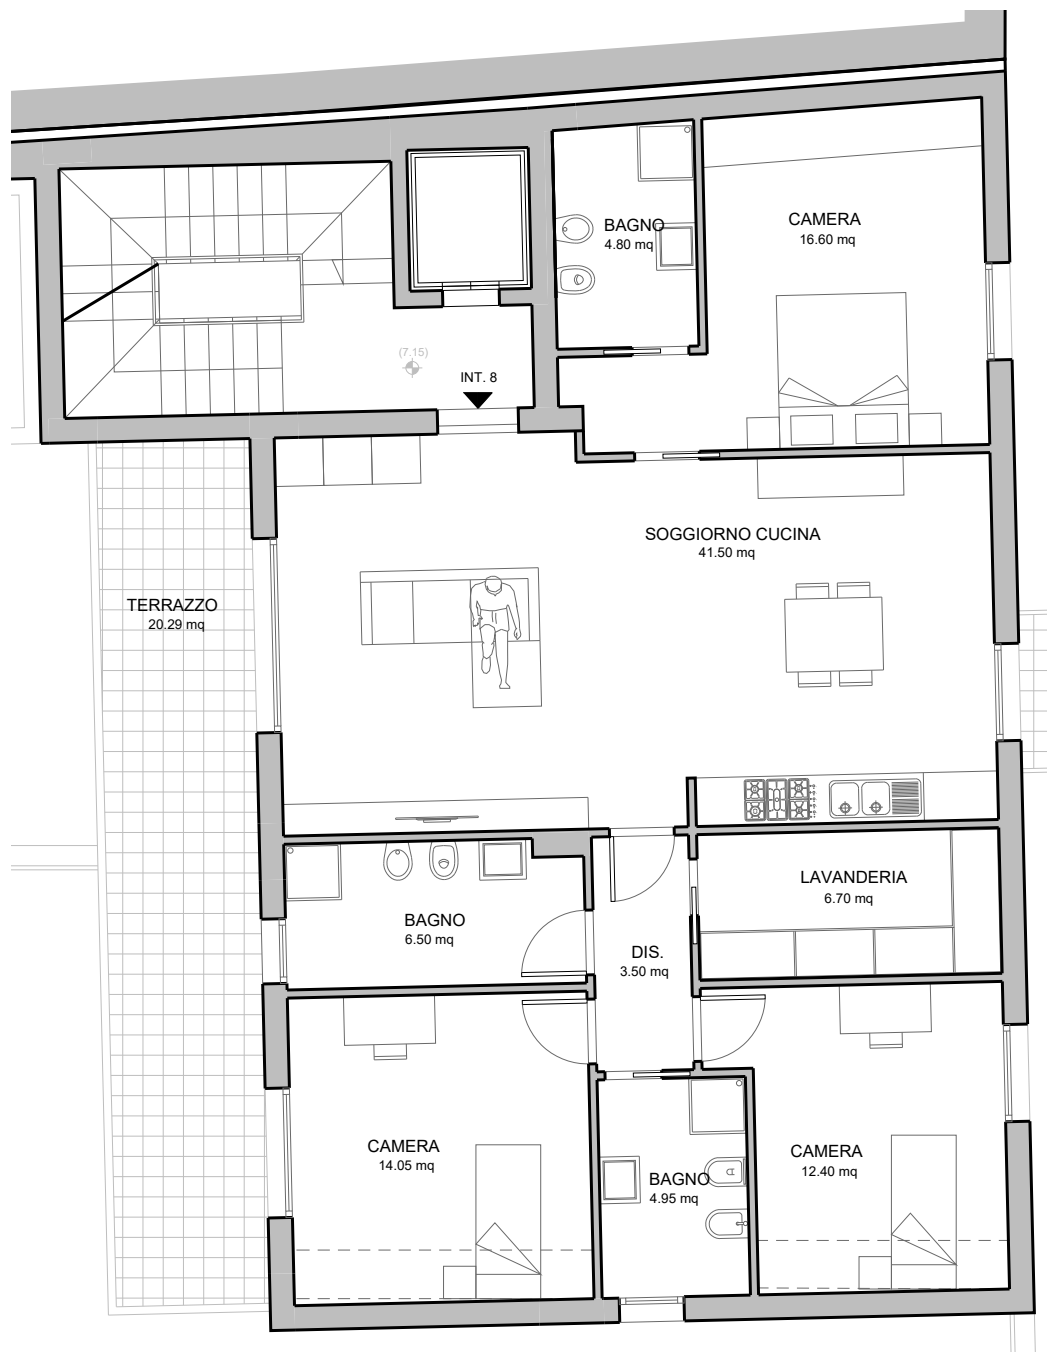 BAGNO
4.80 mq
CAMERA
16.60 mq
(7.15)
INT. 8
SOGGIORNO CUCINA
41.50 mq
TERRAZZO
20.29 mq
LAVANDERIA
6.70 mq
BAGNO
6.50 mq
DIS.
3.50 mq
CAMERA
14.05 mq
BAGNO
4.95 mq
CAMERA
12.40 mq